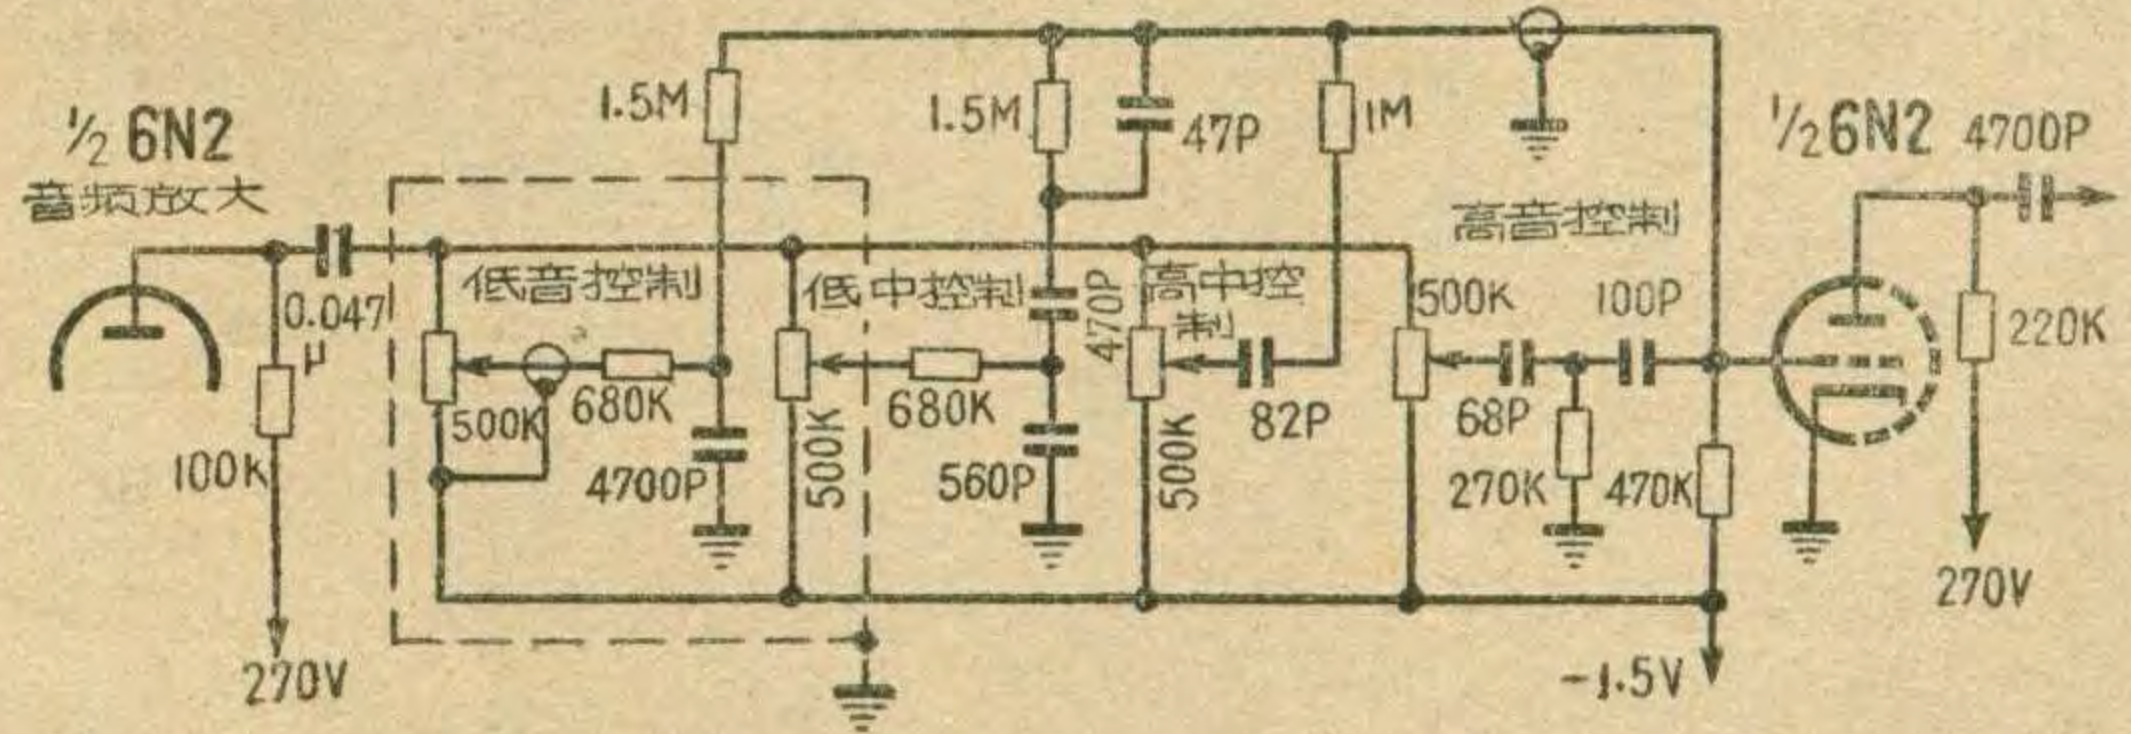 ½ 6N2
音频放大
0.047
μ
100K
270V
1.5M
低音控制
500K
680K
4700P
低中控制
500K
680K
560P
1.5M
47P
470P
高中控
制
500K
82P
1M
高音控制
500K
68P
100P
270K
470K
-1.5V
½6N2
4700P
220K
270V